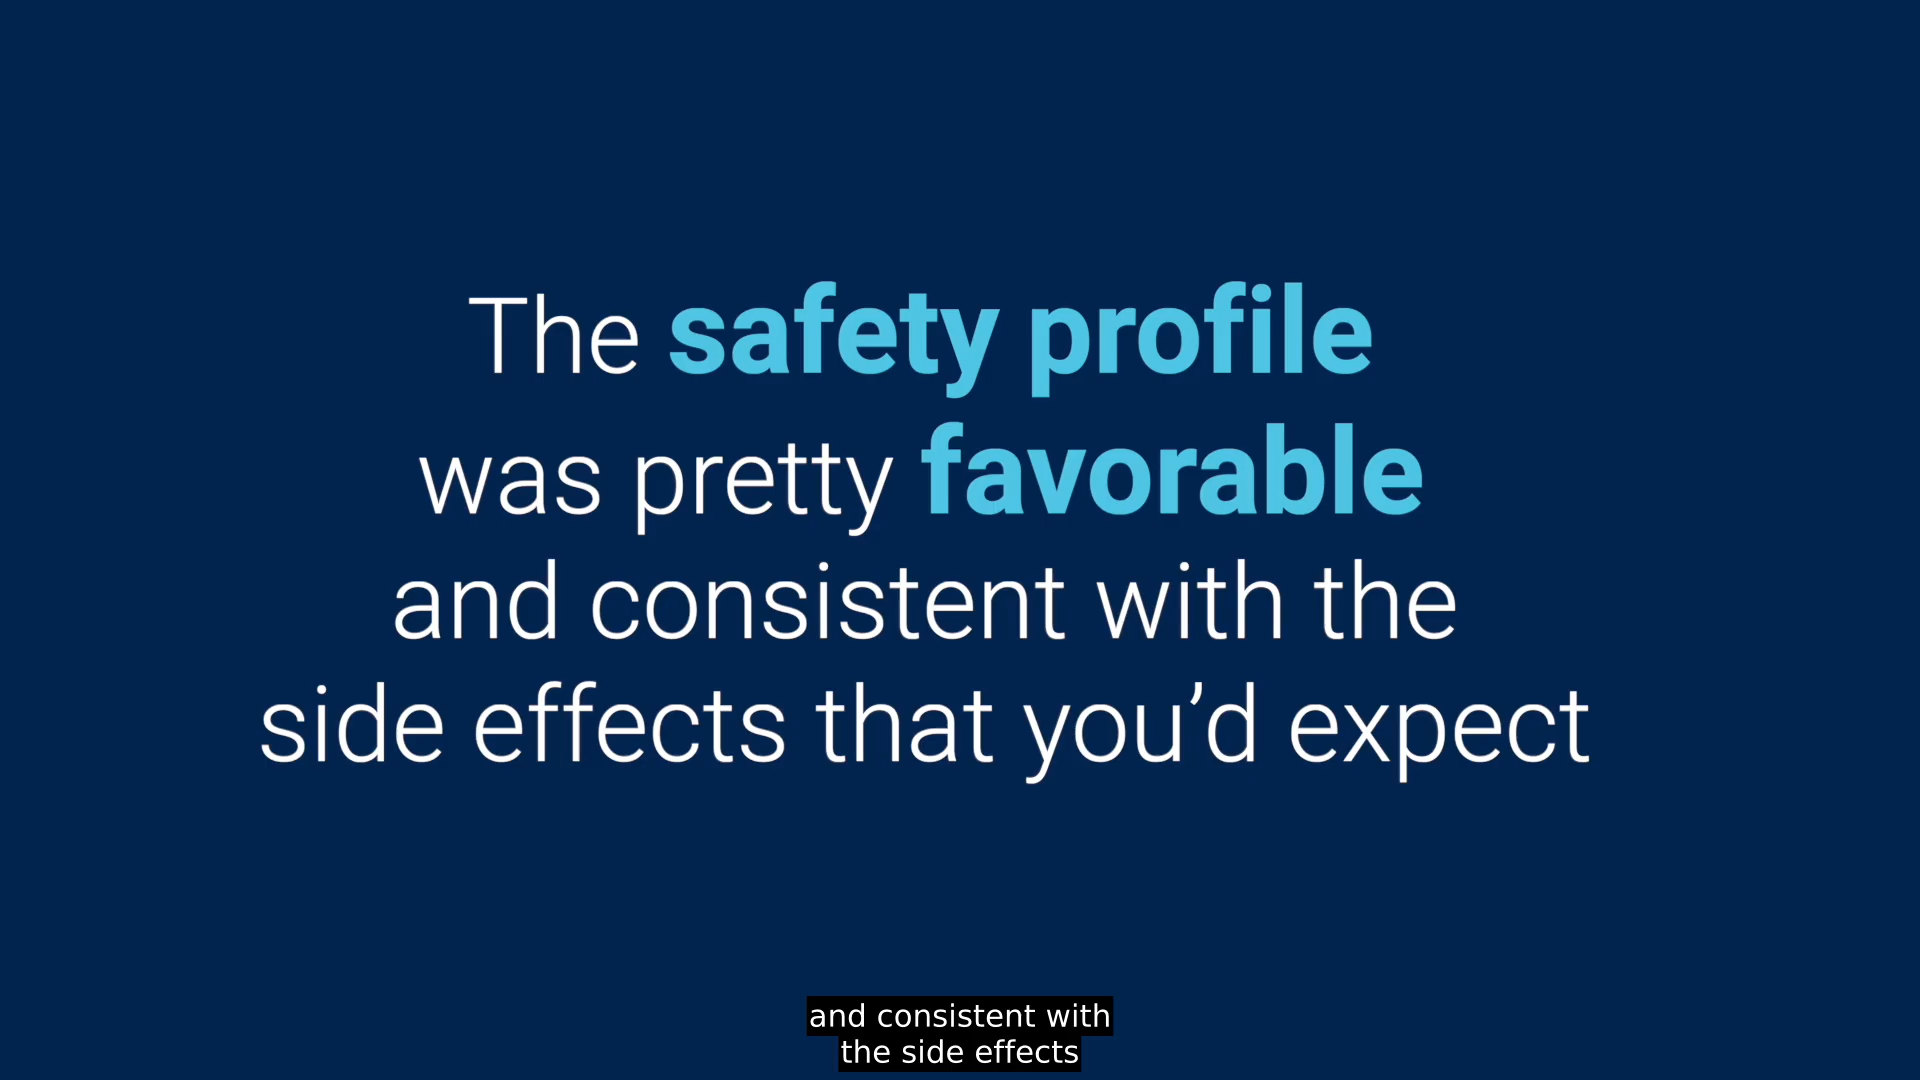 The safety profile
was pretty favorable
and consistent with the
side effects that you’d expect
and consistent with
the side effects